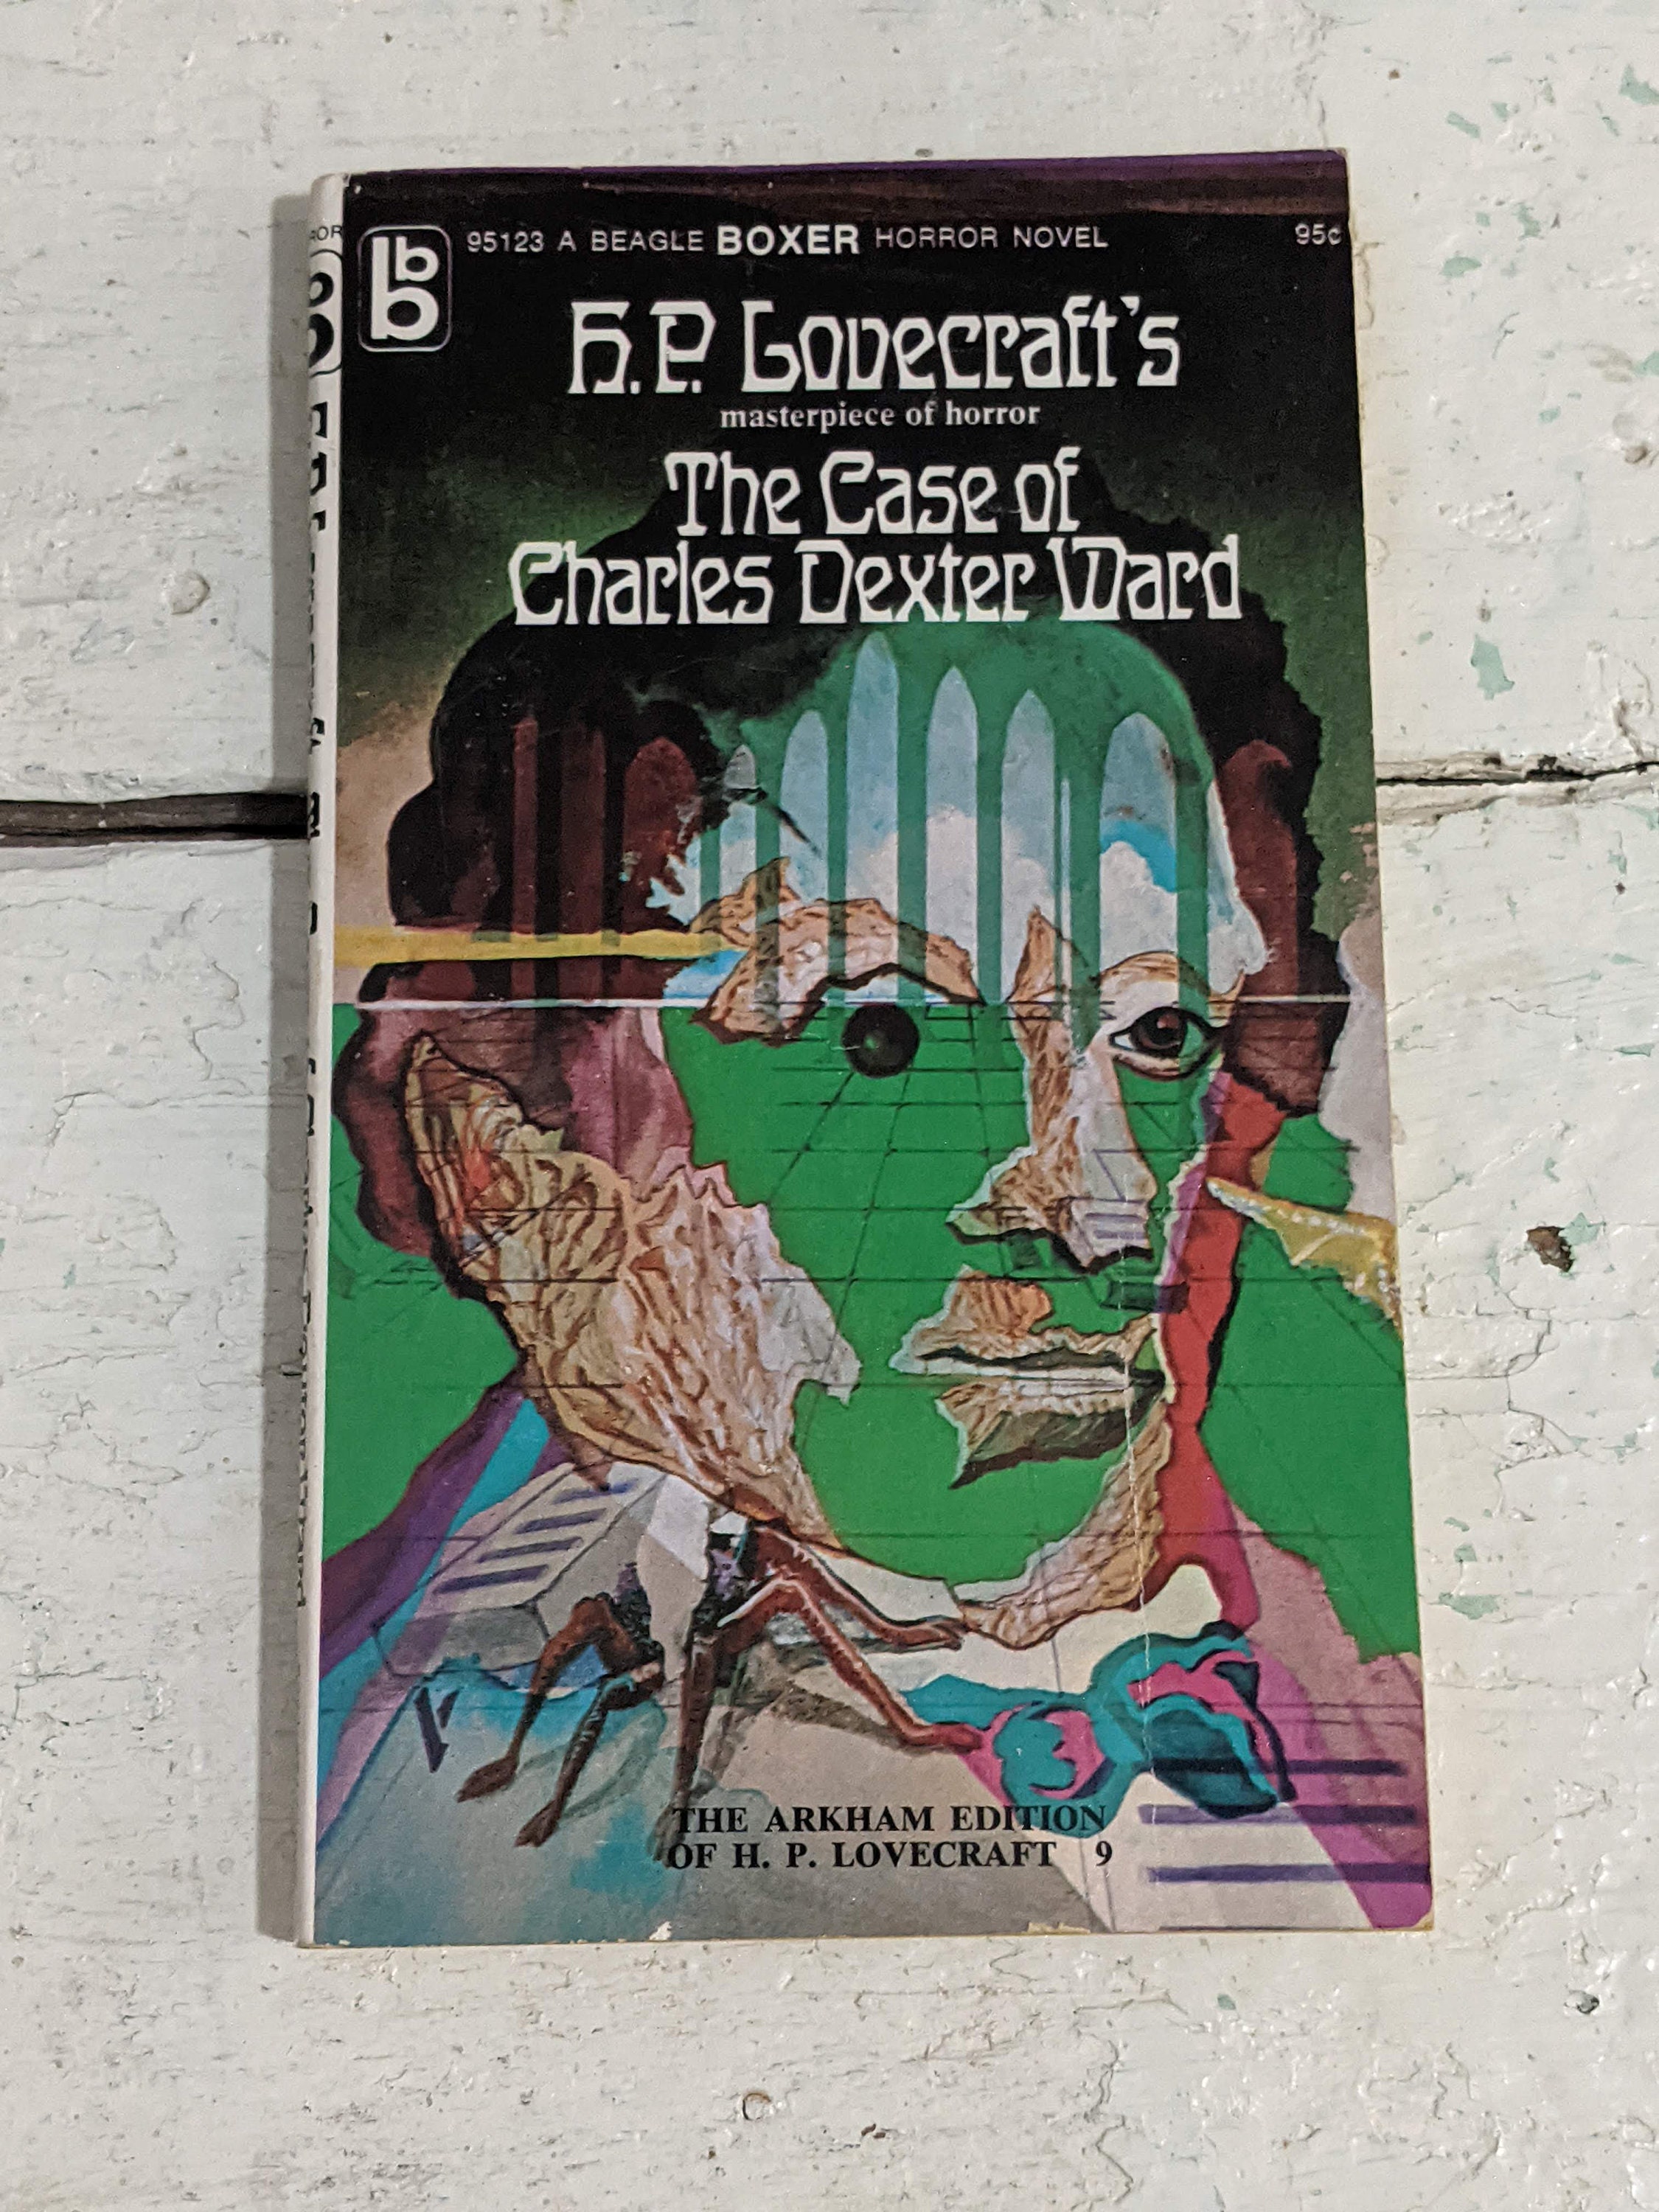 95123 A BEAGLE BOXER HORROR NOVEL 95¢
bb
H.P. Lovecraft's
masterpiece of horror
The Case of
Charles Dexter Ward
THE ARKHAM EDITION
OF H. P. LOVECRAFT 9